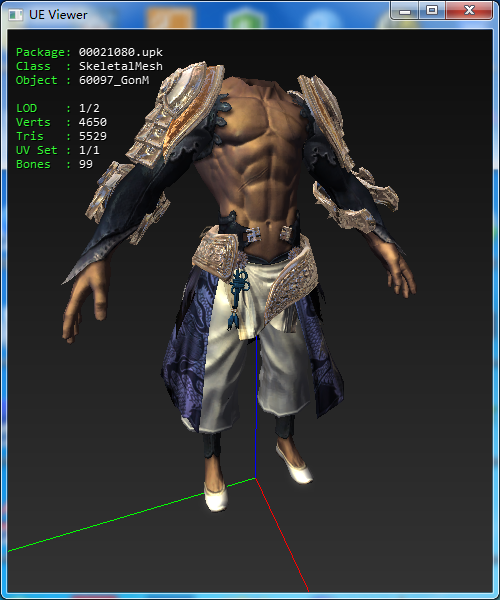 UE Viewer
Package: 00021080.upk
Class : SkeletalMesh
Object : 60097_GonM
LOD : 1/2
Verts : 4650
Tris : 5529
UV Set : 1/1
Bones : 99